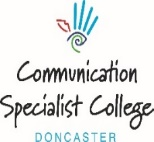 Communication
Specialist College
DONCASTER